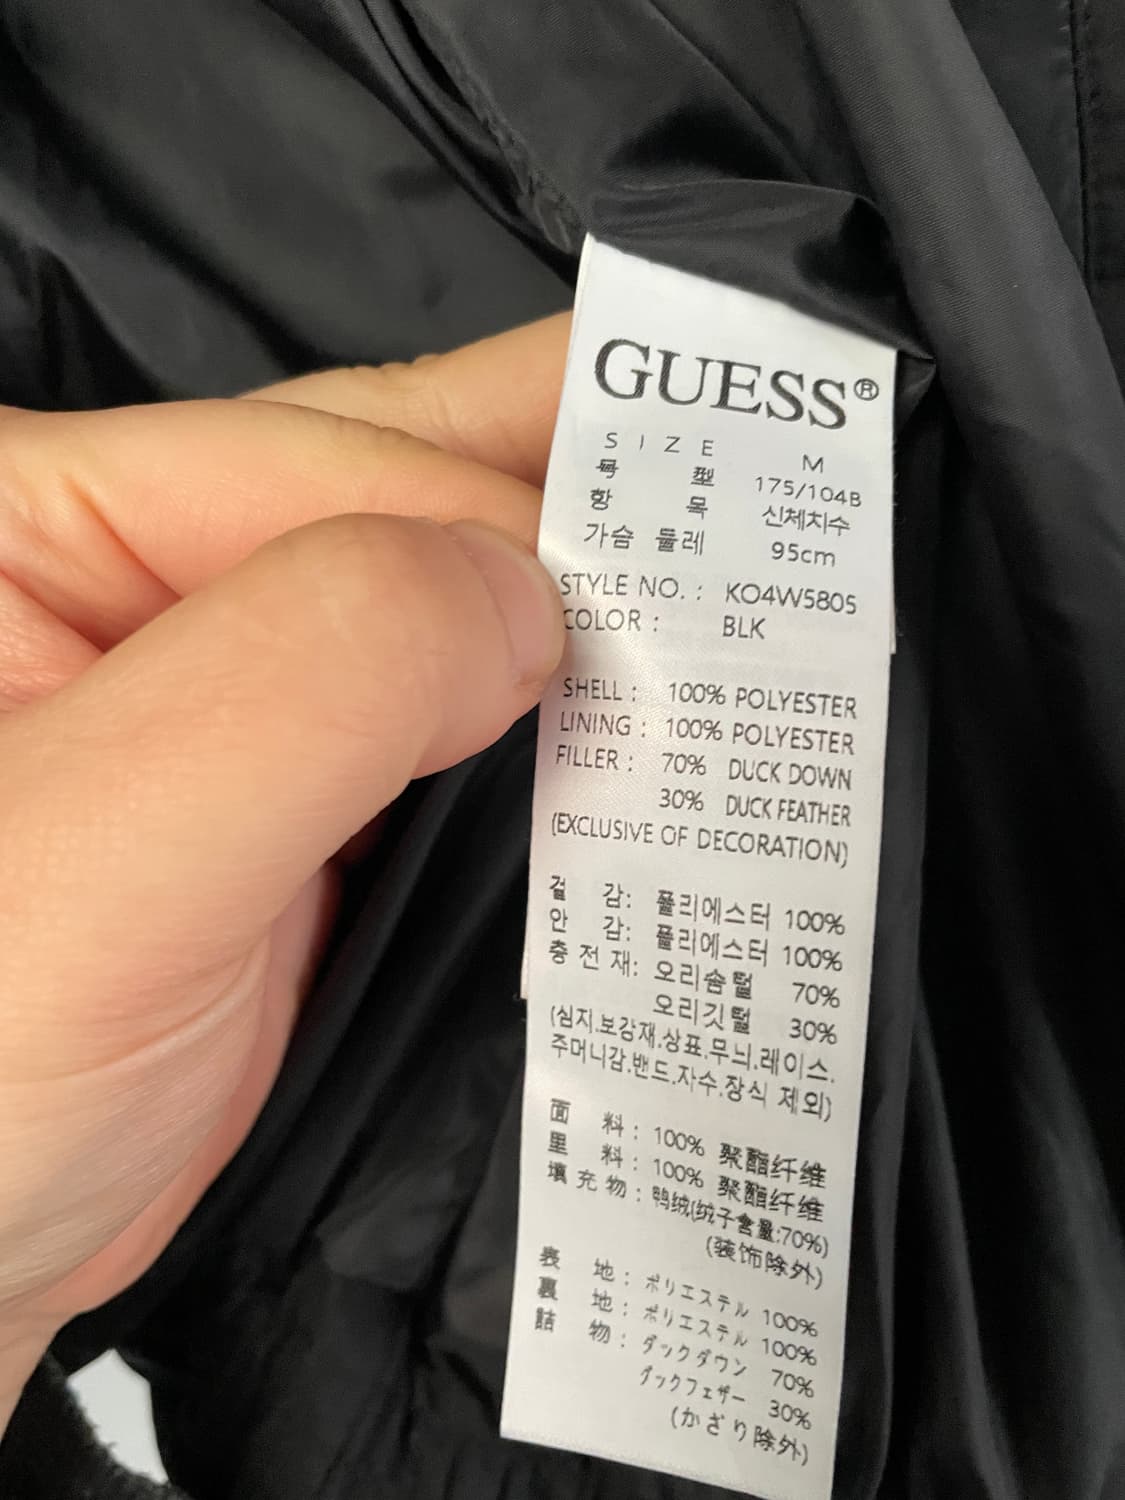 GUESS®
SIZE M
号型 175/104B
항목 신체치수
가슴 둘레 95cm
STYLE NO. : KO4W5805
COLOR : BLK
SHELL : 100% POLYESTER
LINING : 100% POLYESTER
FILLER : 70% DUCK DOWN
30% DUCK FEATHER
(EXCLUSIVE OF DECORATION)
겉 감: 폴리에스터 100%
안 감: 폴리에스터 100%
충 전 재: 오리솜털 70%
오리깃털 30%
(심지.보강재.상표.무늬.레이스.
주머니감.밴드.자수.장식 제외)
面 料 : 100% 聚酯纤维
里 料 : 100% 聚酯纤维
填 充 物 : 鸭绒(绒子含量:70%)
(装饰除外)
表 地 : ポリエステル 100%
裏 地 : ポリエステル 100%
詰 物 : ダックダウン 70%
ダックフェザー 30%
(かざり除外)